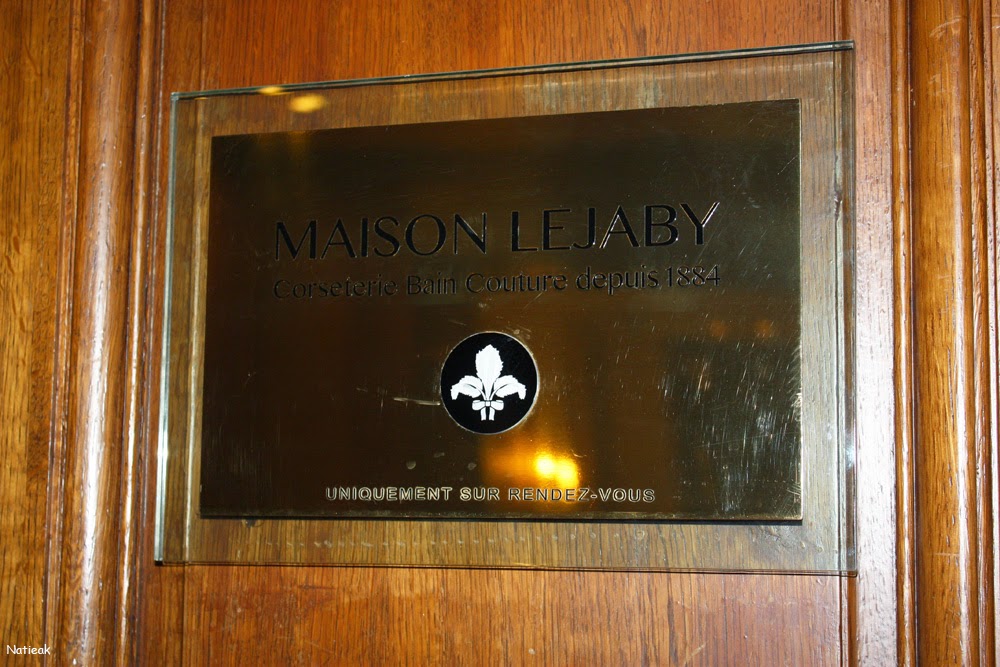 MAISON LEJABY
Corseterie Bain Couture depuis 1884
UNIQUEMENT SUR RENDEZ-VOUS
Natieak